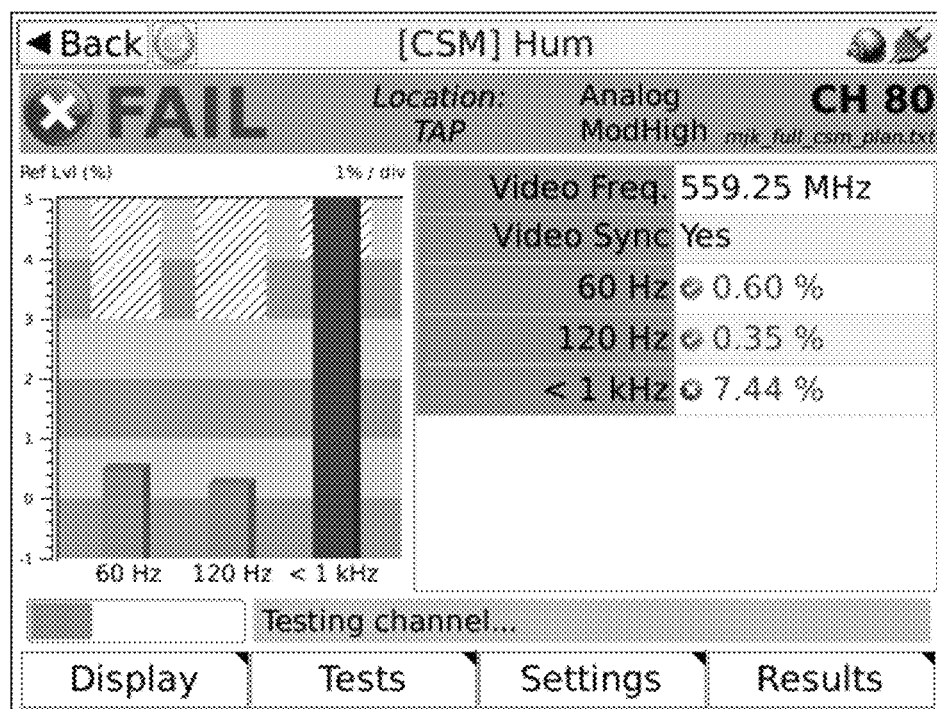 Back
[CSM] Hum
FAIL
Location: TAP
Analog ModHigh
CH 80
mjk_full_csm_plan.txt
Ref Lvl (%)
1% / div
5
4
3
2
1
0
-1
60 Hz 120 Hz < 1 kHz
Video Freq. 559.25 MHz
Video Sync Yes
60 Hz 0.60 %
120 Hz 0.35 %
< 1 kHz 7.44 %
Testing channel...
Display Tests Settings Results